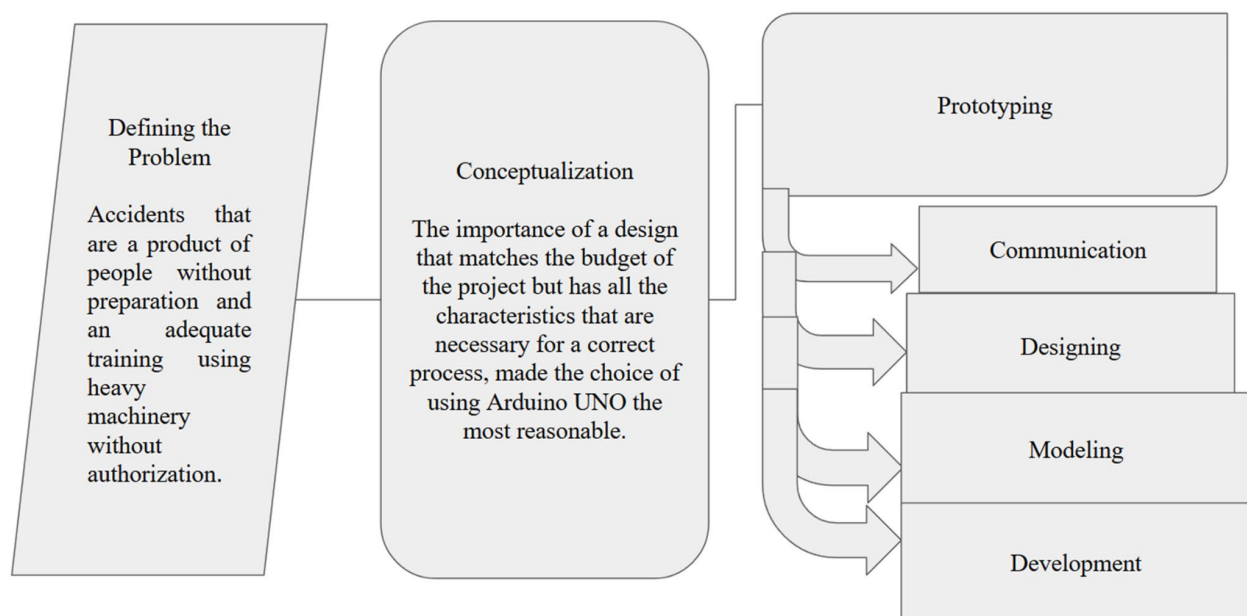 Defining the
Problem
Accidents that
are a product of
people without
preparation and
an adequate
training using
heavy
machinery
without
authorization.
Conceptualization
The importance of a design
that matches the budget of
the project but has all the
characteristics that are
necessary for a correct
process, made the choice of
using Arduino UNO the
most reasonable.
Prototyping
Communication
Designing
Modeling
Development